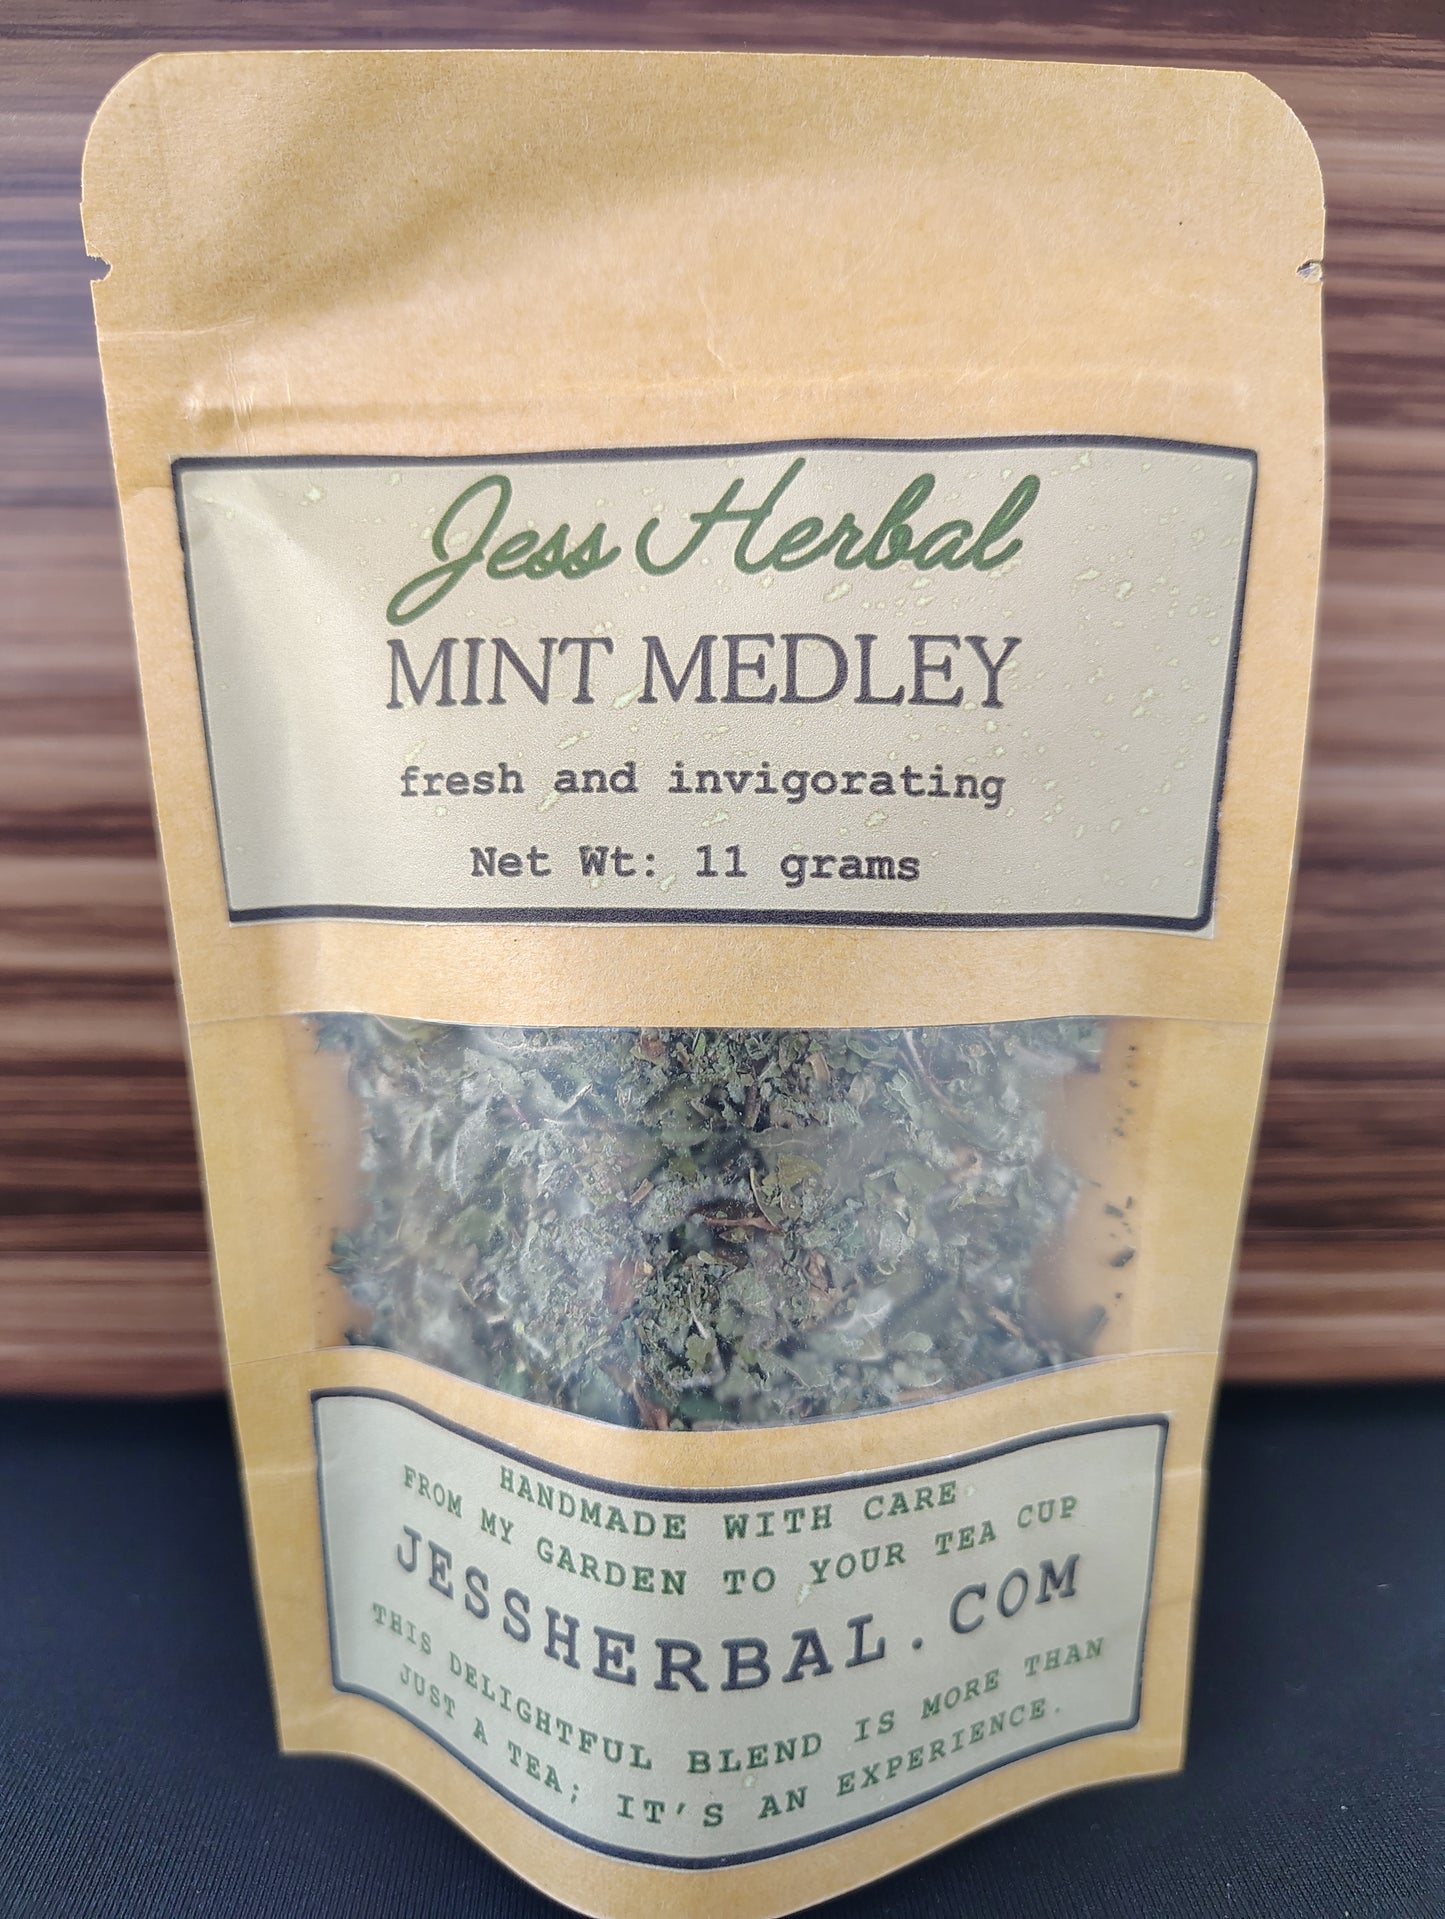 Jess Herbal
MINT MEDLEY
fresh and invigorating
Net Wt: 11 grams
HANDMADE WITH CARE
FROM MY GARDEN TO YOUR TEA CUP
JESSHERBAL.COM
THIS DELIGHTFUL BLEND IS MORE THAN
JUST A TEA; IT'S AN EXPERIENCE.